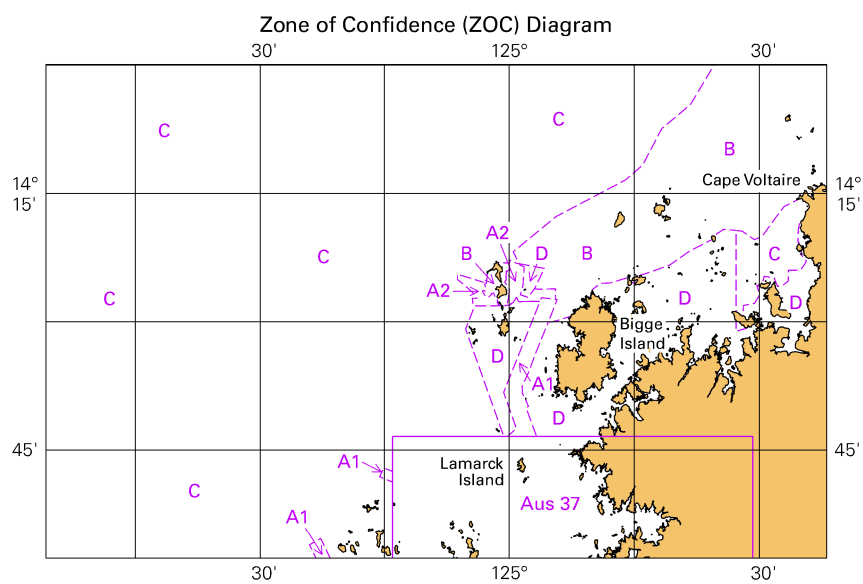 Zone of Confidence (ZOC) Diagram
30'
125°
30'
C
C
B
14°
15'
Cape Voltaire
14°
15'
A2
B
D
B
C
C
A2
C
D
D
Bigge
Island
D
A1
D
45'
45'
A1
Lamarck
Island
C
Aus 37
A1
30'
125°
30'